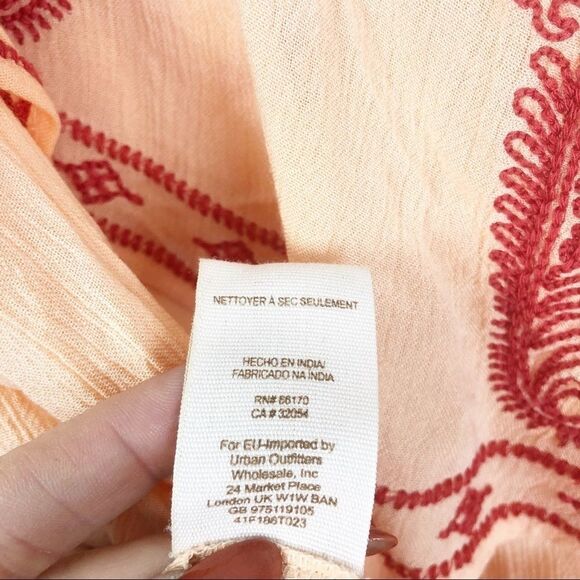 NETTOYER À SEC SEULEMENT
HECHO EN INDIA/
FABRICADO NA ÍNDIA
RN# 66170
CA# 32054
For EU-Imported by
Urban Outfitters
Wholesale, Inc
24 Market Place
London UK W1W BAN
GB 975119105
41F186T023